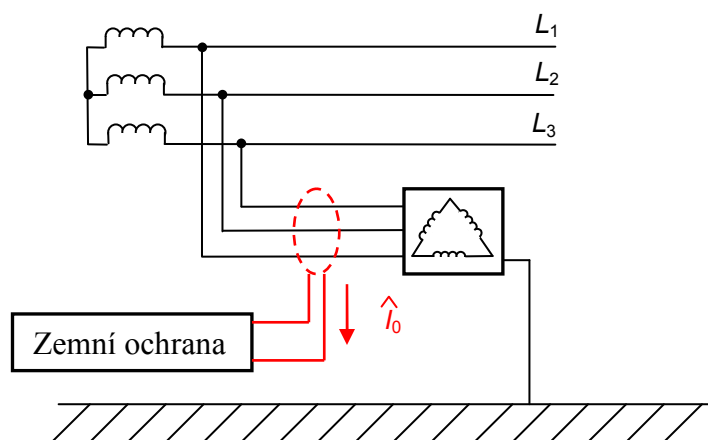 L₁
L₂
L₃
Î₀
Zemní ochrana